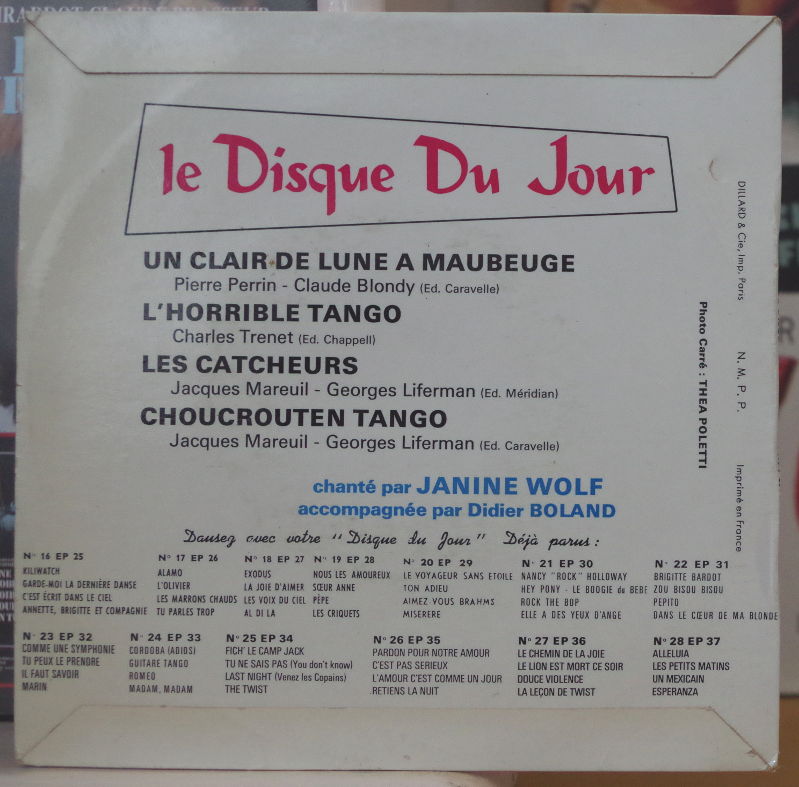 le Disque Du Jour
UN CLAIR DE LUNE A MAUBEUGE
Pierre Perrin - Claude Blondy (Ed. Caravelle)
L'HORRIBLE TANGO
Charles Trenet (Ed. Chappell)
LES CATCHEURS
Jacques Mareuil - Georges Liferman (Ed. Méridian)
CHOUCROUTEN TANGO
Jacques Mareuil - Georges Liferman (Ed. Caravelle)
chanté par JANINE WOLF
accompagnée par Didier BOLAND
Dansez avec votre "Disque du Jour" Déjà parus :
N° 16 EP 25
KILIWATCH
GARDE-MOI LA DERNIÈRE DANSE
C'EST ÉCRIT DANS LE CIEL
ANNETTE, BRIGITTE ET COMPAGNIE
N° 17 EP 26
ALAMO
L'OLIVIER
LES MARRONS CHAUDS
TU PARLES TROP
N° 18 EP 27
EXODUS
LA JOIE D'AIMER
LES VOIX DU CIEL
AL DI LA
N° 19 EP 28
NOUS LES AMOUREUX
SŒUR ANNE
PÉPÉ
LES CRIQUETS
N° 20 EP 29
LE VOYAGEUR SANS ETOILE
TON ADIEU
AIMEZ-VOUS BRAHMS
MISERERE
N° 21 EP 30
NANCY "ROCK" HOLLOWAY
HEY PONY - LE BOOGIE du BEBE
ROCK THE BOP
ELLE A DES YEUX D'ANGE
N° 22 EP 31
BRIGITTE BARDOT
ZOU BISOU BISOU
PEPITO
DANS LE CŒUR DE MA BLONDE
N° 23 EP 32
COMME UNE SYMPHONIE
TU PEUX LE PRENDRE
IL FAUT SAVOIR
MARIN
N° 24 EP 33
CORDOBA (ADIOS)
GUITARE TANGO
ROMEO
MADAM, MADAM
N° 25 EP 34
FICH' LE CAMP JACK
TU NE SAIS PAS (You don't know)
LAST NIGHT (Venez les Copains)
THE TWIST
N° 26 EP 35
PARDON POUR NOTRE AMOUR
C'EST PAS SERIEUX
L'AMOUR C'EST COMME UN JOUR
RETIENS LA NUIT
N° 27 EP 36
LE CHEMIN DE LA JOIE
LE LION EST MORT CE SOIR
DOUCE VIOLENCE
LA LEÇON DE TWIST
N° 28 EP 37
ALLELUIA
LES PETITS MATINS
UN MEXICAIN
ESPERANZA
Photo Carré : THEA POLETTI
DILLARD & Cie, Imp. Paris
N. M. P. P.
Imprimé en France